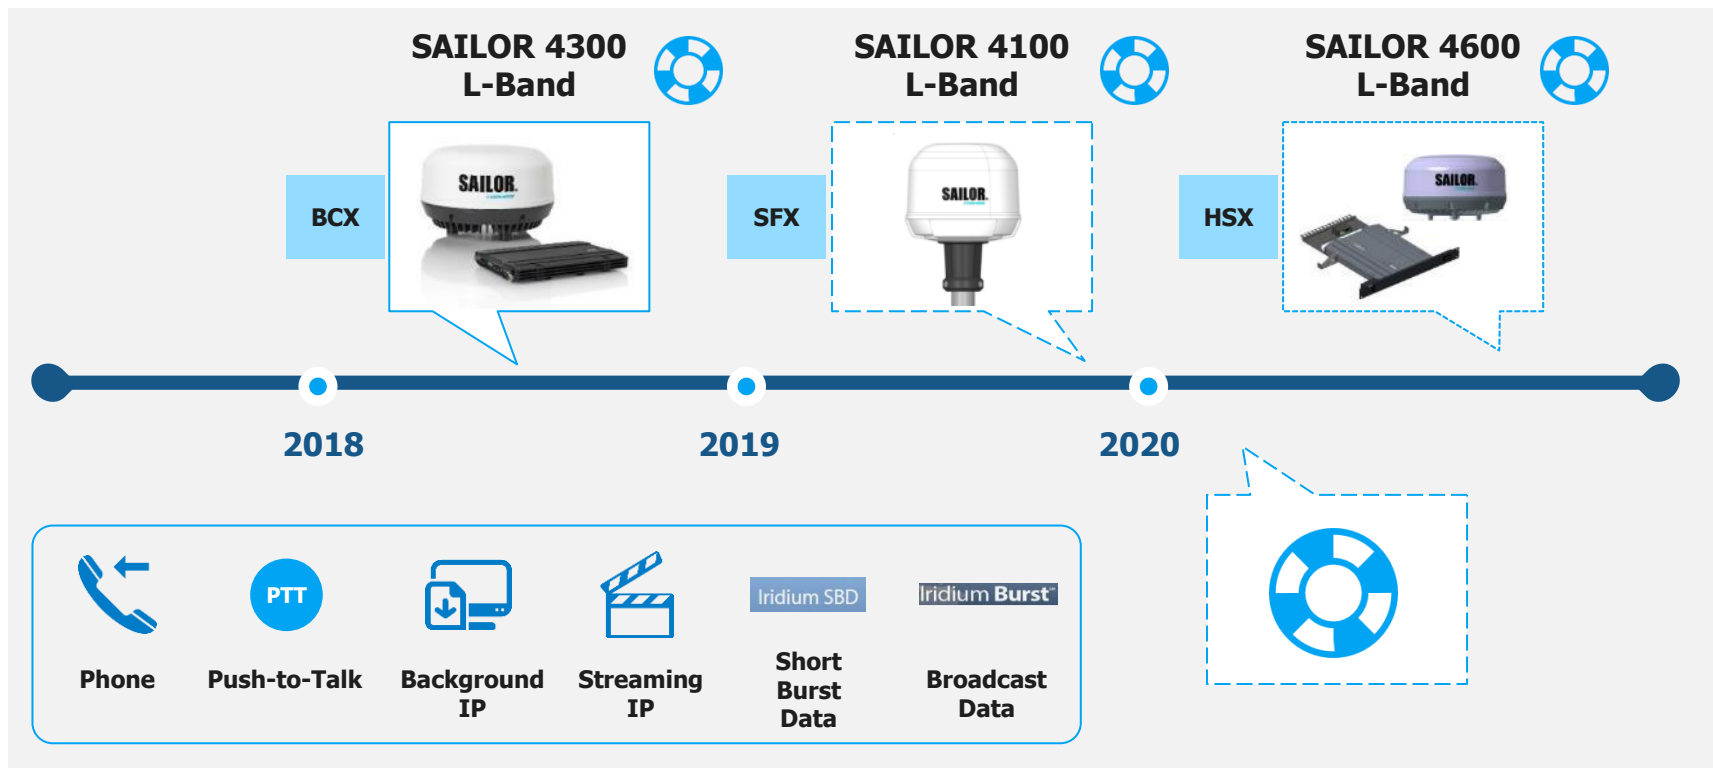 SAILOR 4300
L-Band
SAILOR 4100
L-Band
SAILOR 4600
L-Band
BCX
SAILOR
SFX
SAILOR
HSX
SAILOR
2018
2019
2020
PTT
Iridium SBD
Iridium Burst™
Phone
Push-to-Talk
Background
IP
Streaming
IP
Short
Burst
Data
Broadcast
Data